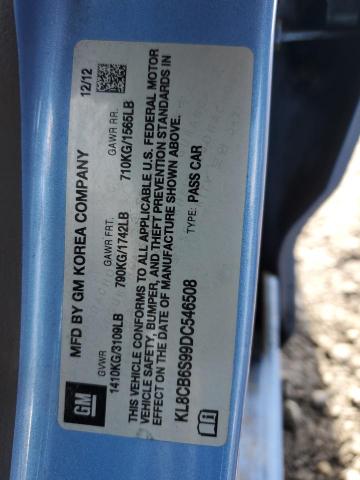 MFD BY GM KOREA COMPANY 12/12
GM
GVWR GAWR FRT. GAWR RR.
1410KG/3109LB 790KG/1742LB 710KG/1565LB
THIS VEHICLE CONFORMS TO ALL APPLICABLE U.S. FEDERAL MOTOR
VEHICLE SAFETY, BUMPER, AND THEFT PREVENTION STANDARDS IN
EFFECT ON THE DATE OF MANUFACTURE SHOWN ABOVE.
KL8CB6S99DC546508 TYPE: PASS CAR